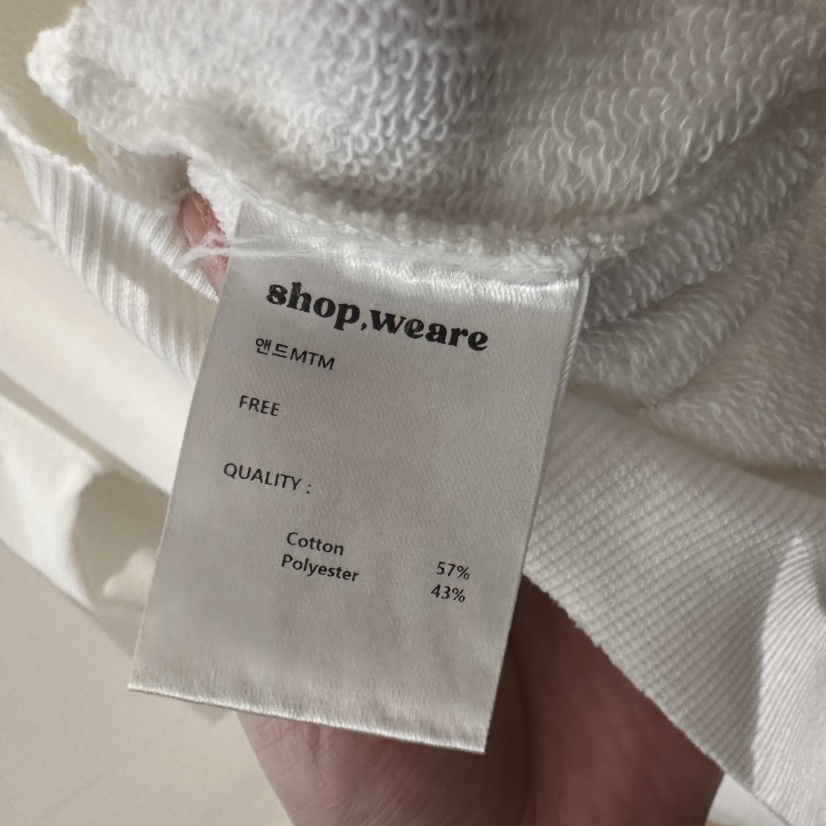 shop,weare
앤드MTM
FREE
QUALITY :
Cotton 57%
Polyester 43%